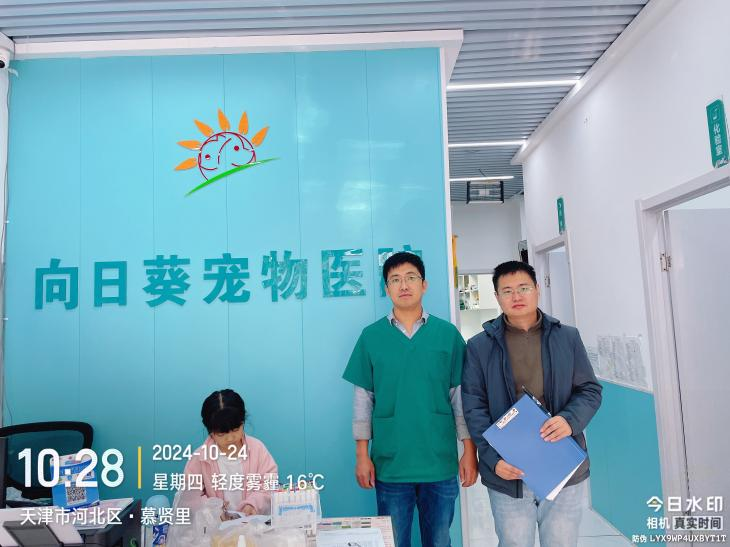 向日葵宠物医院
化验室
10:28
2024-10-24
星期四 轻度雾霾 16℃
天津市河北区·慕贤里
今日水印
相机 真实时间
防伪 LYX9WP4UXBYT1T